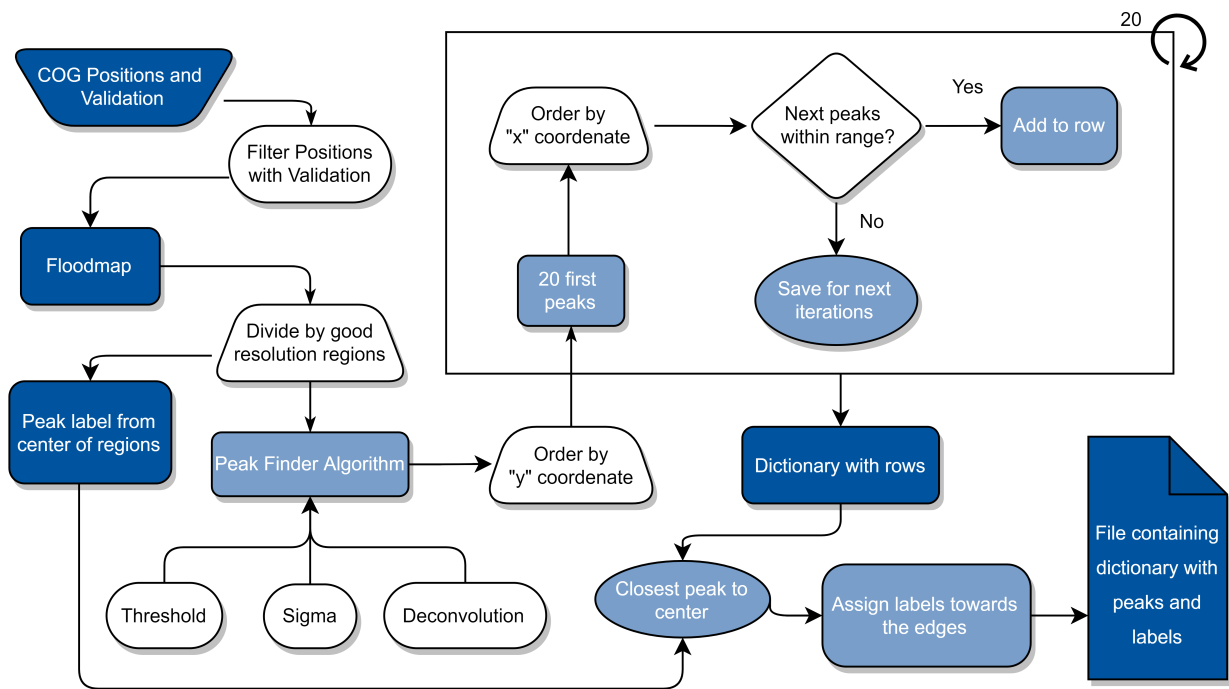 COG Positions and
Validation
Filter Positions
with Validation
Floodmap
Divide by good
resolution regions
Peak label from
center of regions
Peak Finder Algorithm
Threshold
Sigma
Deconvolution
Order by
"y" coordenate
20 first
peaks
Order by
"x" coordenate
Next peaks
within range?
Yes
Add to row
No
Save for next
iterations
20
Dictionary with rows
Closest peak to
center
Assign labels towards
the edges
File containing
dictionary with
peaks and
labels